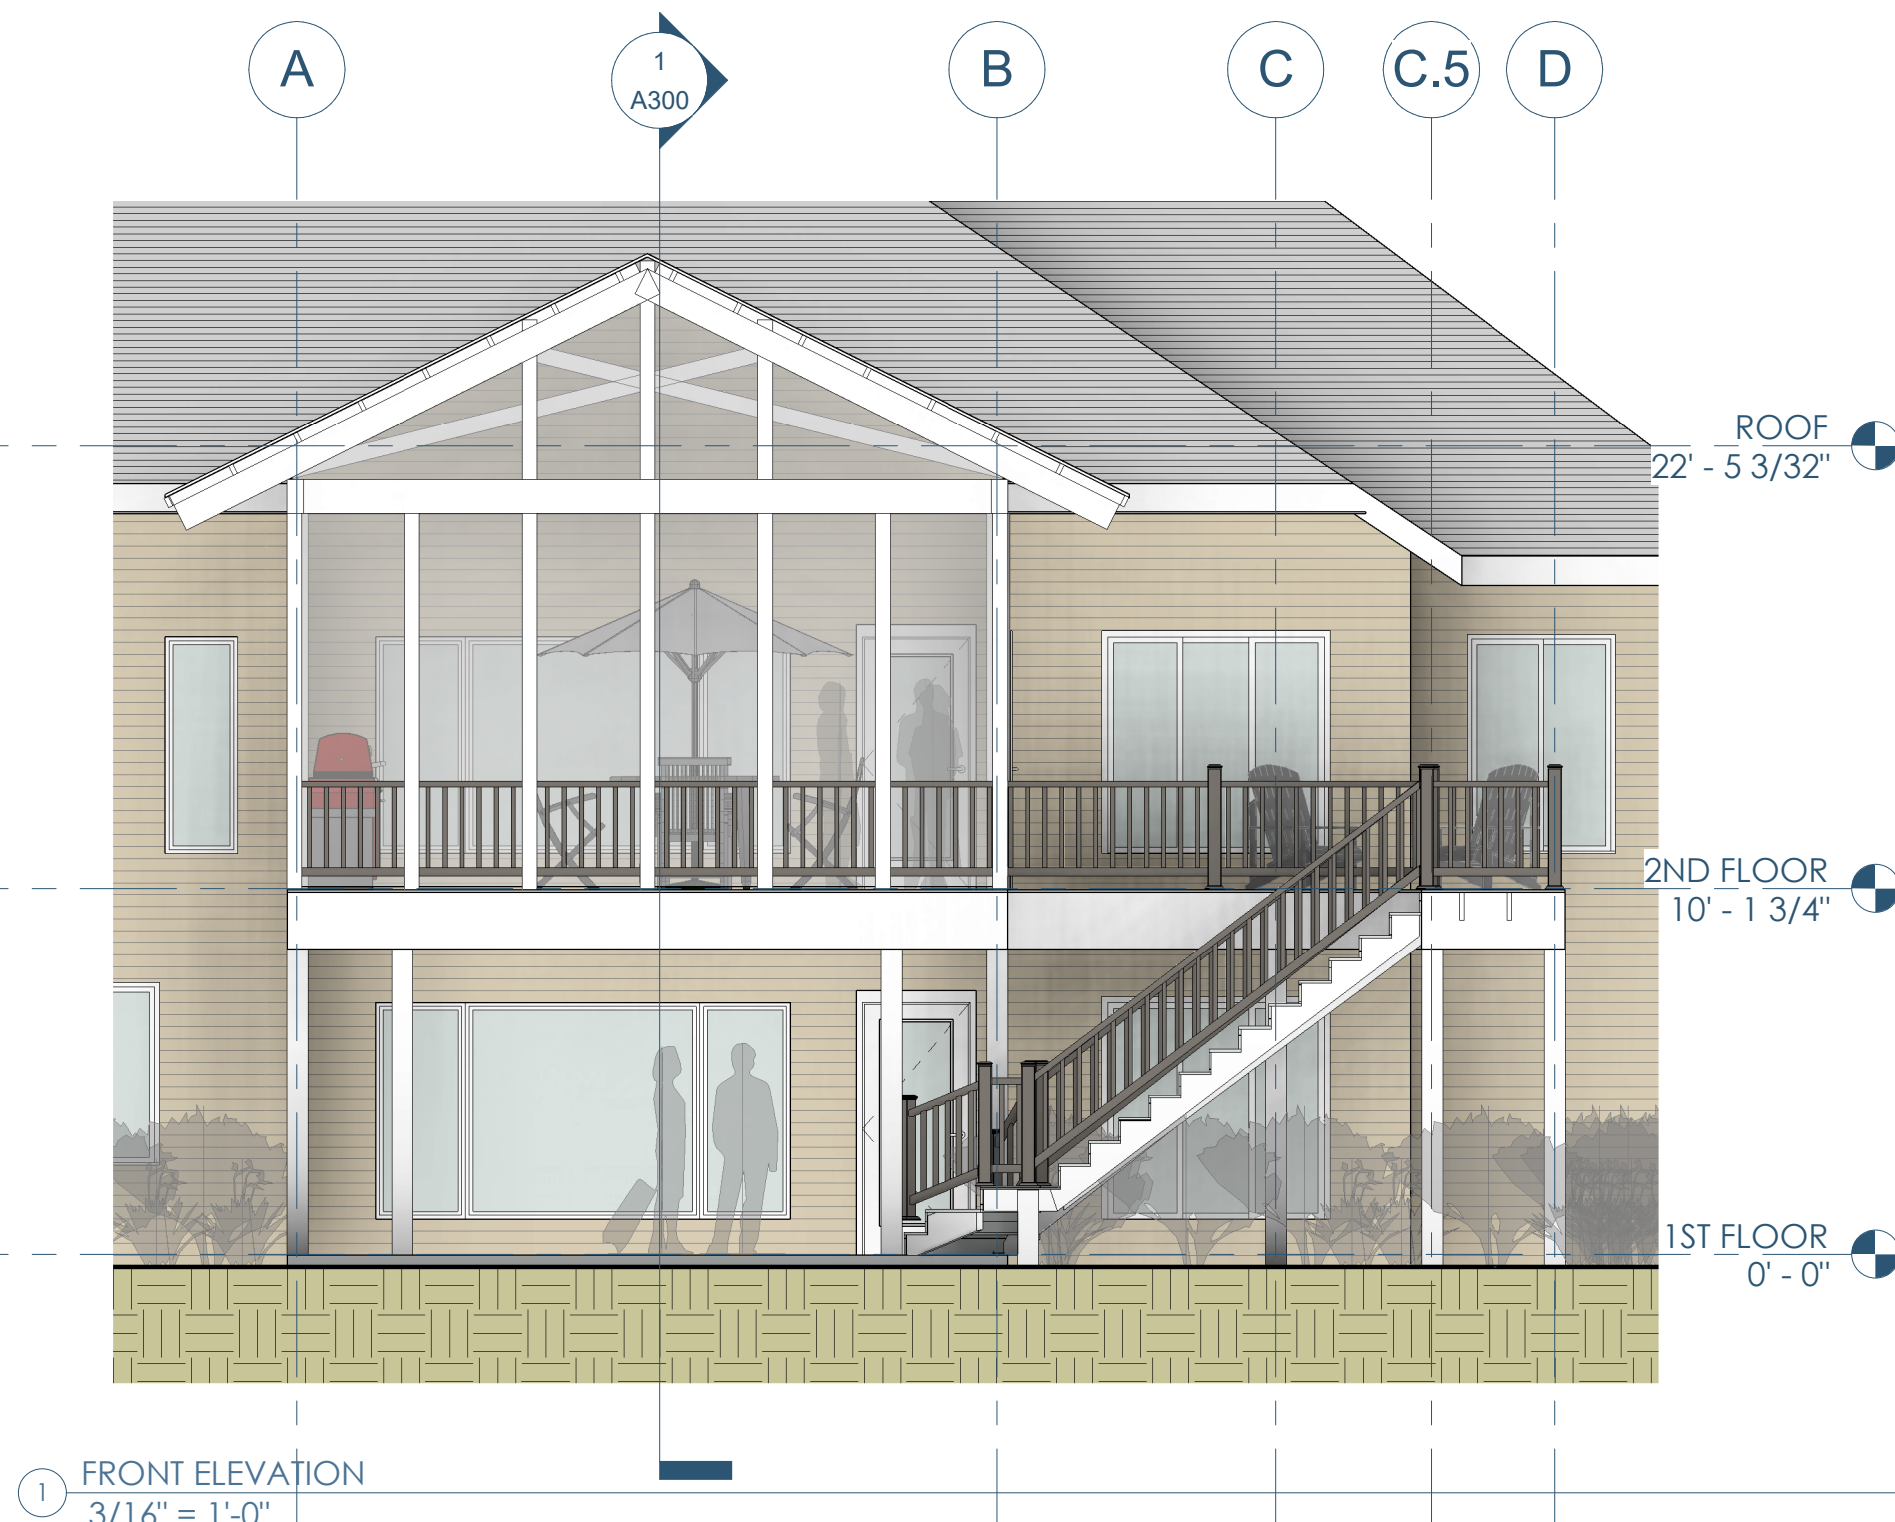 A
1
A300
B
C
C.5
D
ROOF
22' - 5 3/32"
2ND FLOOR
10' - 1 3/4"
1ST FLOOR
0' - 0"
1
FRONT ELEVATION
3/16" = 1'-0"